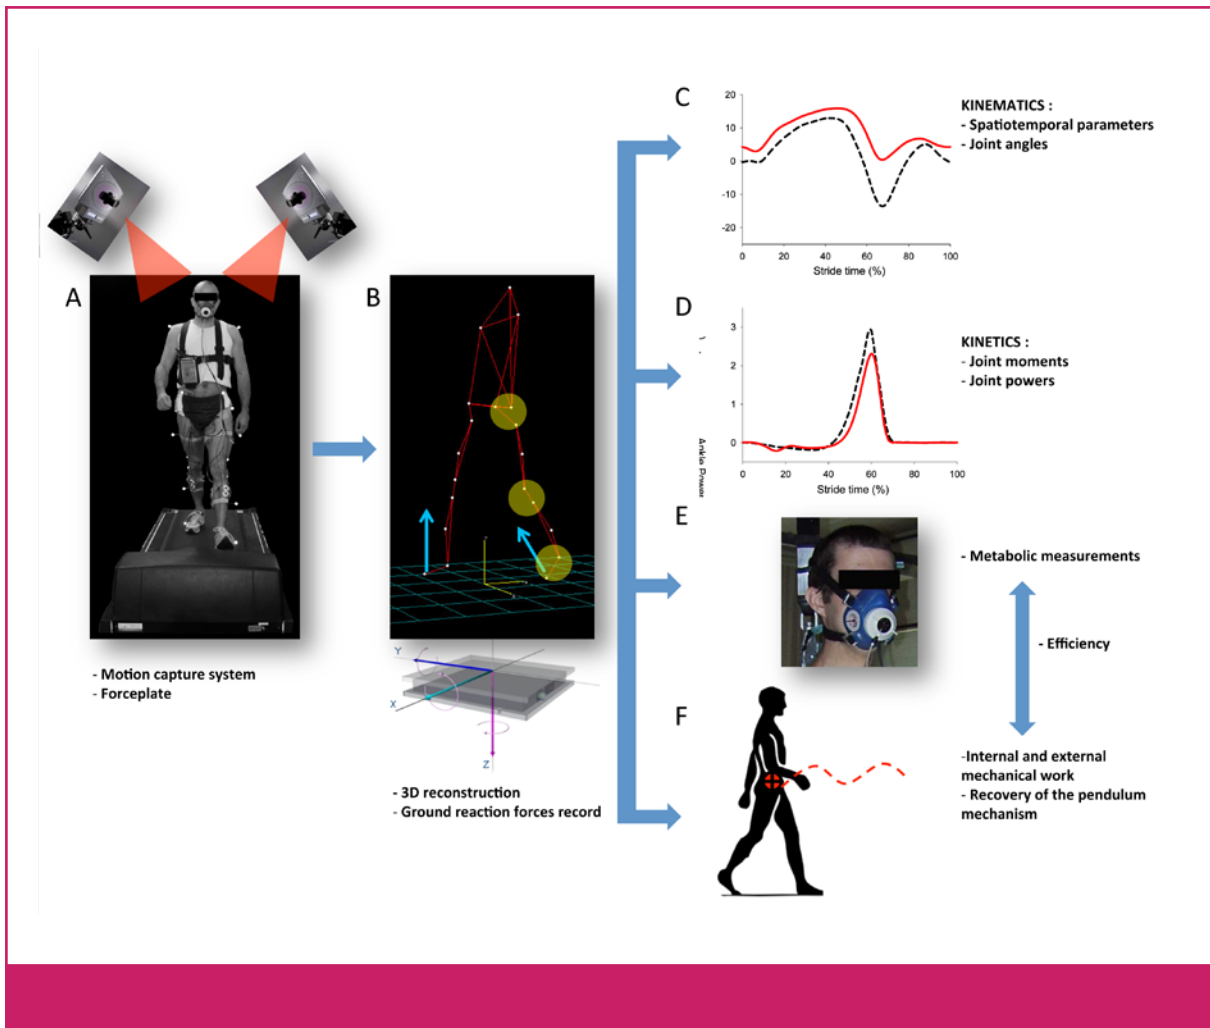 A
- Motion capture system
- Forceplate
B
Y
X
Z
- 3D reconstruction
- Ground reaction forces record
C
20
10
0
-10
-20
0 20 40 60 80 100
Stride time (%)
KINEMATICS :
- Spatiotemporal parameters
- Joint angles
D
3
2
1
0
0 20 40 60 80 100
Stride time (%)
Ankle Power
KINETICS :
- Joint moments
- Joint powers
E
- Metabolic measurements
- Efficiency
F
-Internal and external
mechanical work
- Recovery of the pendulum
mechanism